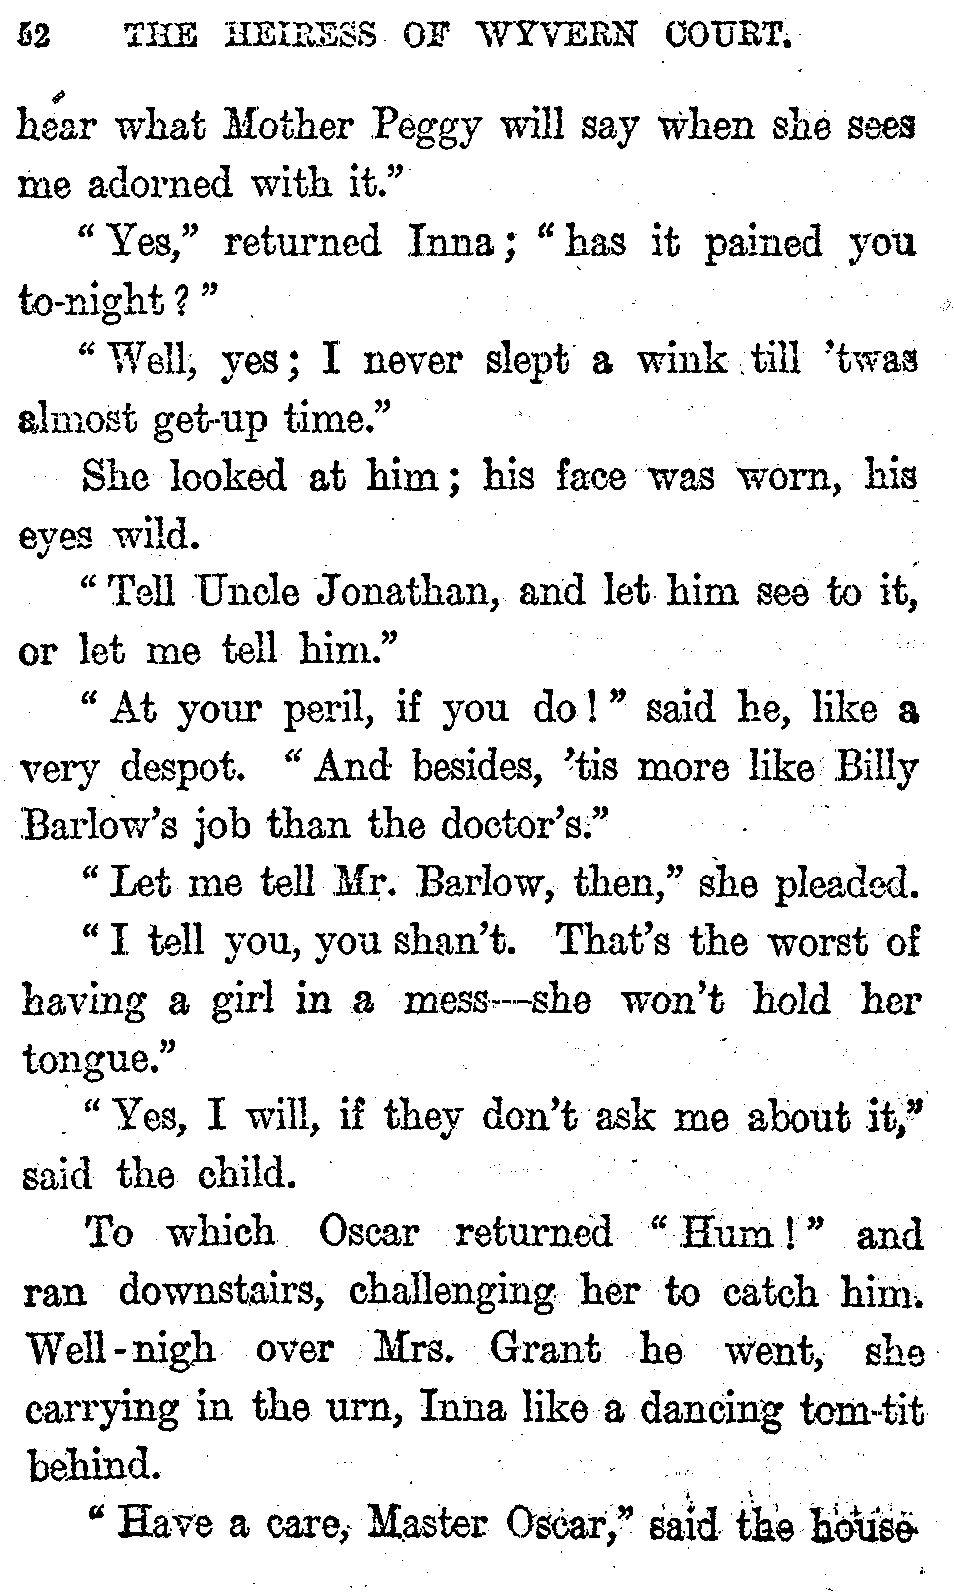 52 THE HEIRESS OF WYVERN COURT.
hear what Mother Peggy will say when she sees
me adorned with it.”
“Yes,” returned Inna; “has it pained you
to-night?”
“Well, yes; I never slept a wink till ’twas
almost get-up time.”
She looked at him; his face was worn, his
eyes wild.
“Tell Uncle Jonathan, and let him see to it,
or let me tell him.”
“At your peril, if you do!” said he, like a
very despot. “And besides, ’tis more like Billy
Barlow’s job than the doctor’s.”
“Let me tell Mr. Barlow, then,” she pleaded.
“I tell you, you shan’t. That’s the worst of
having a girl in a mess—she won’t hold her
tongue.”
“Yes, I will, if they don’t ask me about it,”
said the child.
To which Oscar returned “Hum!” and
ran downstairs, challenging her to catch him.
Well-nigh over Mrs. Grant he went, she
carrying in the urn, Inna like a dancing tom-tit
behind.
“Have a care, Master Oscar,” said the house-